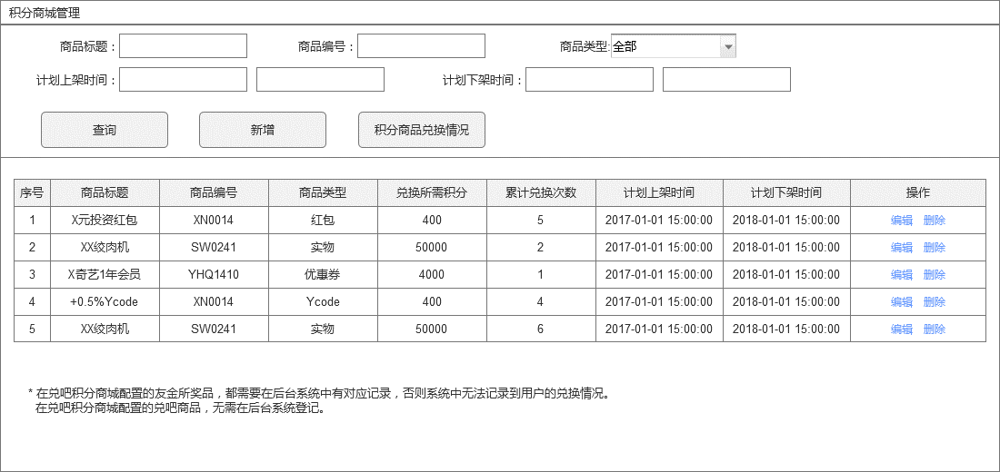 积分商城管理
商品标题： 商品编号： 商品类型: 全部
计划上架时间： 计划下架时间：
查询 新增 积分商品兑换情况
序号 商品标题 商品编号 商品类型 兑换所需积分 累计兑换次数 计划上架时间 计划下架时间 操作
1 X元投资红包 XN0014 红包 400 5 2017-01-01 15:00:00 2018-01-01 15:00:00 编辑 删除
2 XX绞肉机 SW0241 实物 50000 2 2017-01-01 15:00:00 2018-01-01 15:00:00 编辑 删除
3 X奇艺1年会员 YHQ1410 优惠券 4000 1 2017-01-01 15:00:00 2018-01-01 15:00:00 编辑 删除
4 +0.5%Ycode XN0014 Ycode 400 4 2017-01-01 15:00:00 2018-01-01 15:00:00 编辑 删除
5 XX绞肉机 SW0241 实物 50000 6 2017-01-01 15:00:00 2018-01-01 15:00:00 编辑 删除
* 在兑吧积分商城配置的友金所奖品，都需要在后台系统中有对应记录，否则系统中无法记录到用户的兑换情况。
在兑吧积分商城配置的兑吧商品，无需在后台系统登记。